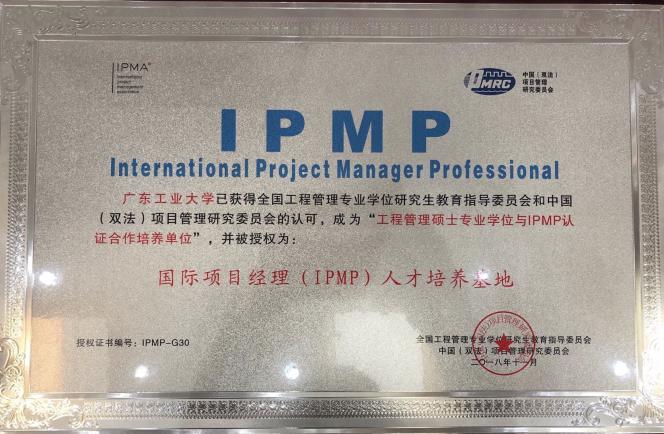 IPMA®
international
project
management
association
PMRC
中国（双法）
项目管理
研究委员会
IPMP
International Project Manager Professional
广东工业大学已获得全国工程管理专业学位研究生教育指导委员会和中国
（双法）项目管理研究委员会的认可，成为“工程管理硕士专业学位与IPMP认
证合作培养单位”，并被授权为：
国际项目经理（IPMP）人才培养基地
授权证书编号：IPMP-G30
全国工程管理专业学位研究生教育指导委员会
中国（双法）项目管理研究委员会
二〇一八年十一月